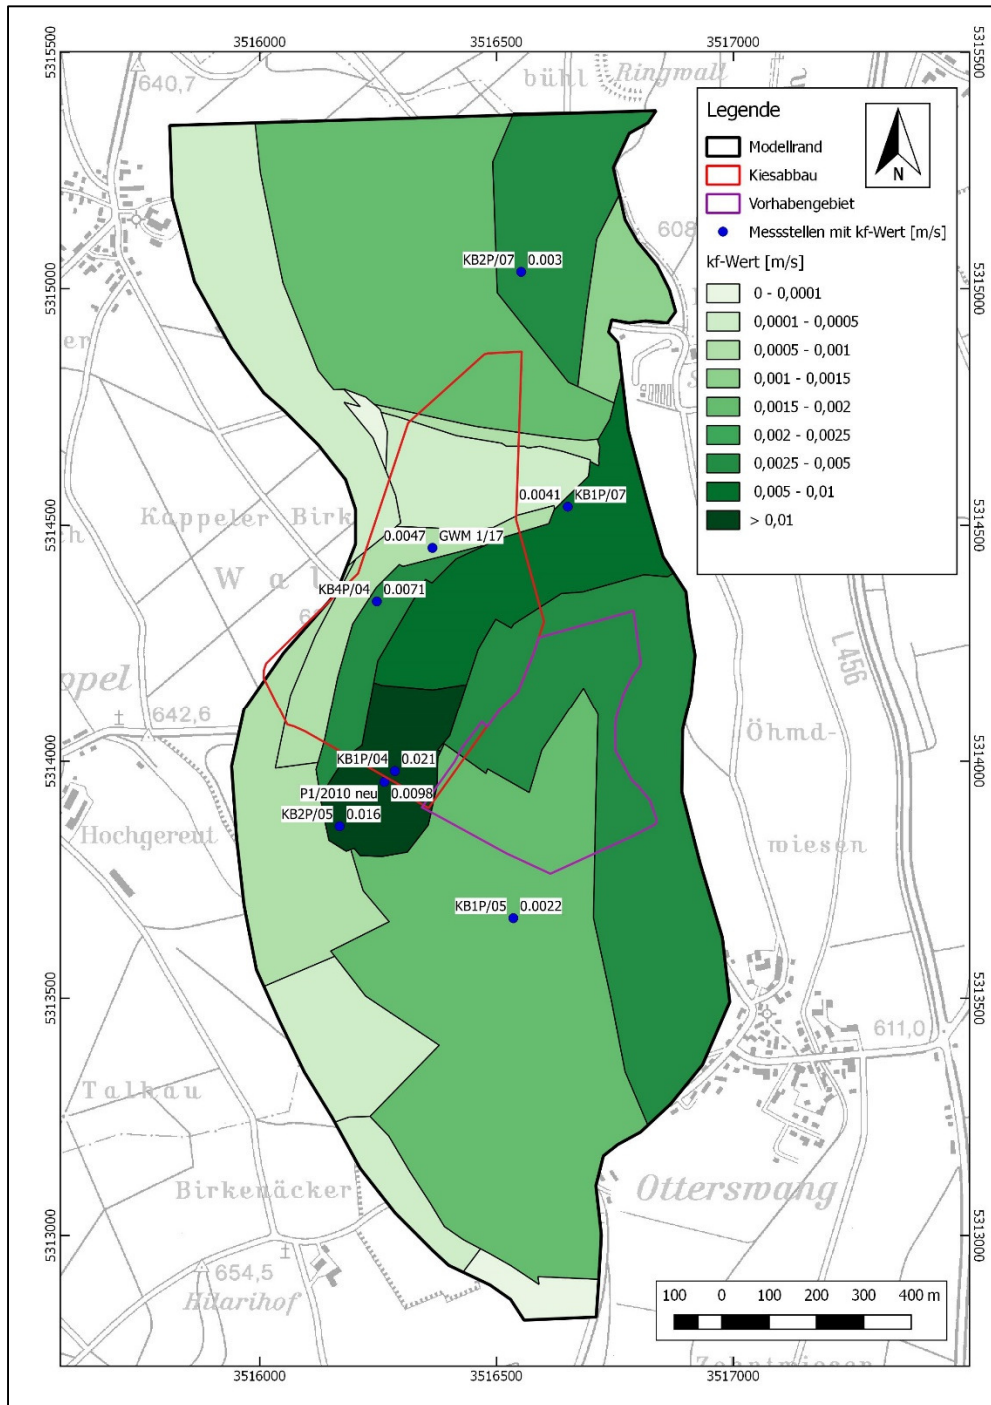 3516000
3516500
3517000
5315500
5315500
640,7
bühl
Ringwall
Legende
Modellrand
Kiesabbau
Vorhabengebiet
Messstellen mit kf-Wert [m/s]
kf-Wert [m/s]
0 - 0,0001
0,0001 - 0,0005
0,0005 - 0,001
0,001 - 0,0015
0,0015 - 0,002
0,002 - 0,0025
0,0025 - 0,005
0,005 - 0,01
> 0,01
N
608
KB2P/07 0.003
5315000
5315000
0.0041 KB1P/07
Kappeler Birk
5314500
5314500
0.0047 GWM 1/17
Wal
KB4P/04 0.0071
L 456
ppel
642,6
Öhmd-
5314000
5314000
KB1P/04 0.021
P1/2010 neu 0.0098
KB2P/05 0.016
Hochgereut
wiesen
KB1P/05 0.0022
5313500
5313500
611,0
Talhau
Birkenäcker
Otterswang
5313000
5313000
654,5
Hilarihof
100 0 100 200 300 400 m
3516000
3516500
3517000